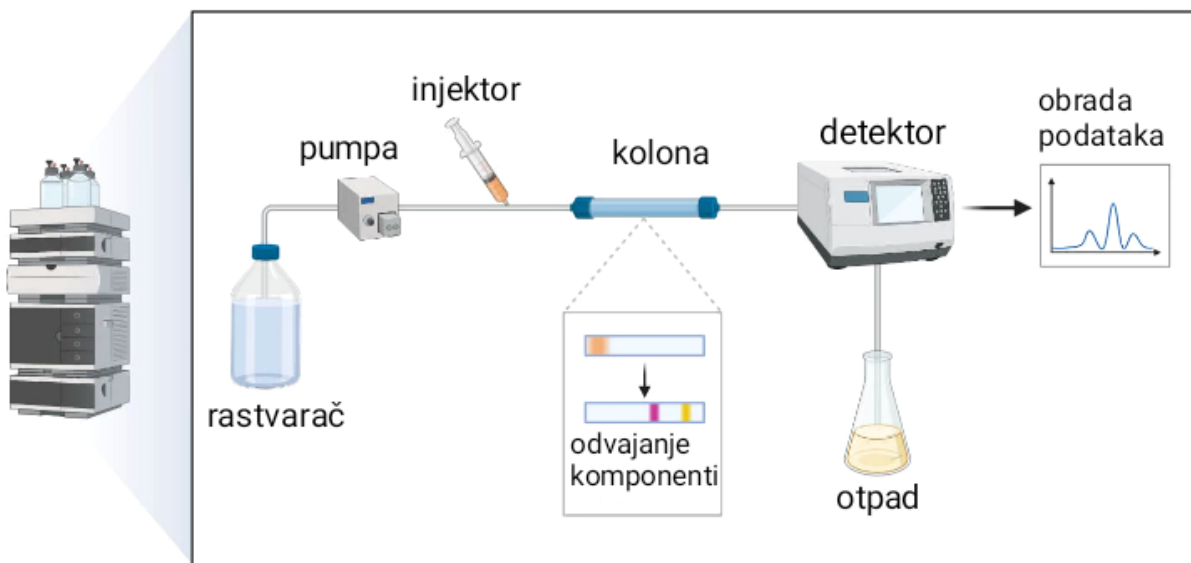 injektor
pumpa
kolona
detektor
obrada
podataka
rastvarač
odvajanje
komponenti
otpad